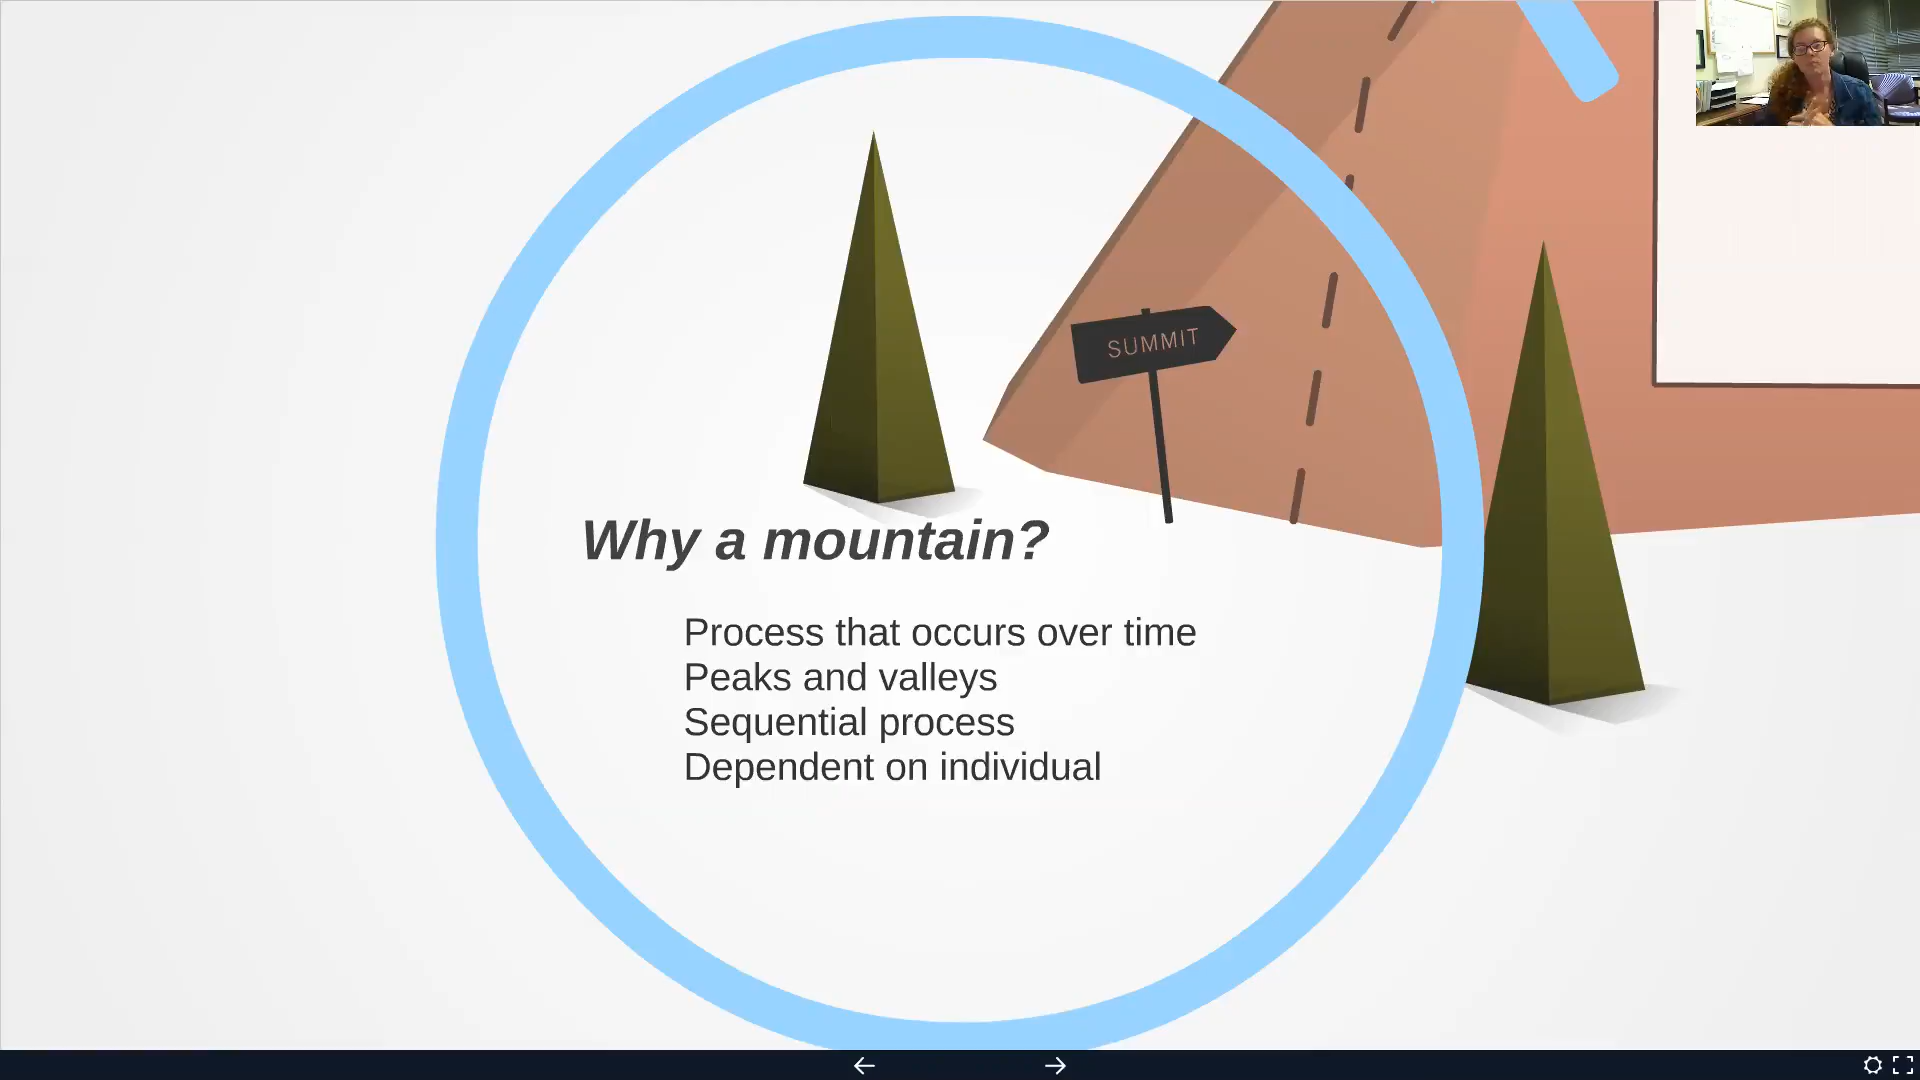 SUMMIT
Why a mountain?
Process that occurs over time
Peaks and valleys
Sequential process
Dependent on individual